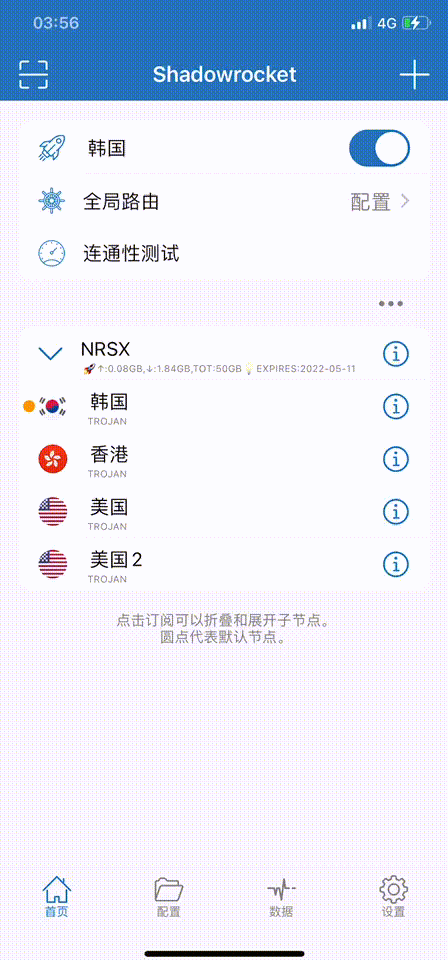 03:56
4G
Shadowrocket
韩国
全局路由
配置
连通性测试
NRSX
🚀↑:0.08GB,↓:1.84GB,TOT:50GB💡EXPIRES:2022-05-11
韩国
TROJAN
香港
TROJAN
美国
TROJAN
美国2
TROJAN
点击订阅可以折叠和展开子节点。
圆点代表默认节点。
首页
配置
数据
设置